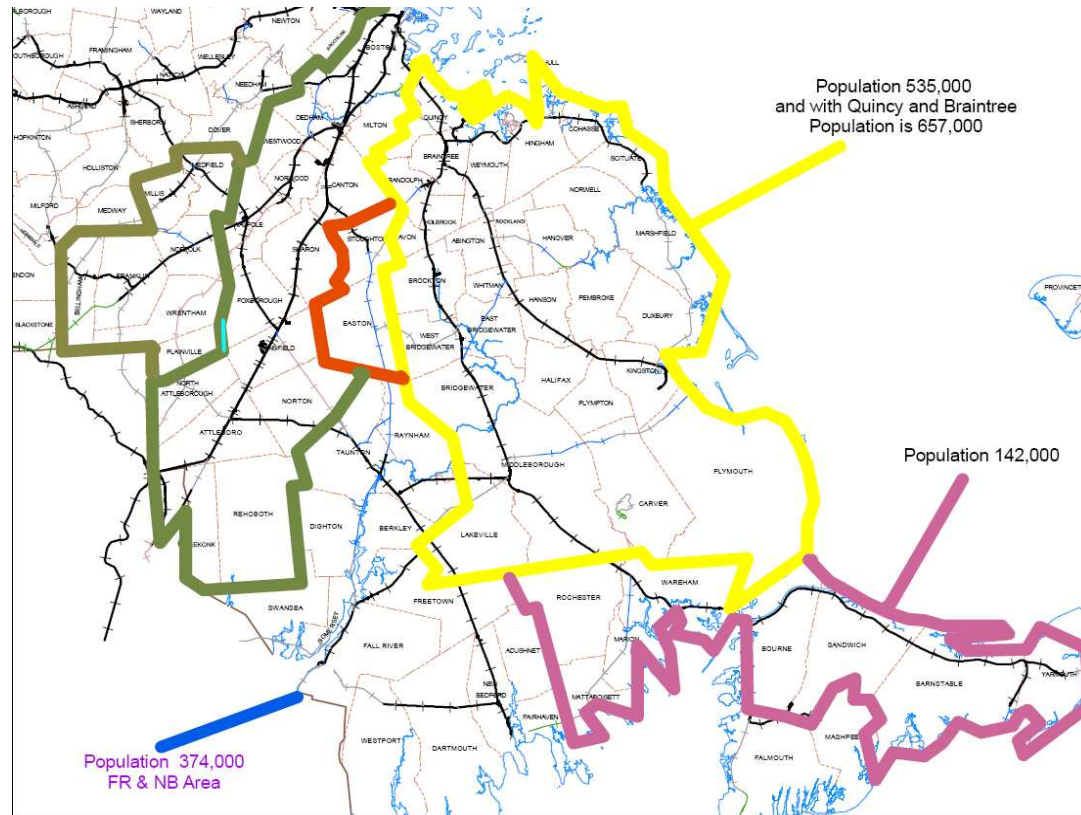 WAYLAND
NEWTON
FRAMINGHAM
WELLESLEY
BOSTON
HULL
NEEDHAM
SHERBORN
DOVER
DEDHAM
MILTON
QUINCY
COHASSE
HOPKINTON
HOLLISTON
MEDFIELD
WESTWOOD
BRAINTREE
WEYMOUTH
HINGHAM
SCITUATE
MILLIS
NORWOOD
CANTON
RANDOLPH
NORWELL
MILFORD
MEDWAY
HOLBROOK
ROCKLAND
NORFOLK
SHARON
STOUGHTON
AVON
ABINGTON
HANOVER
MARSHFIELD
FRANKLIN
BELLINGHAM
BROCKTON
WHITMAN
HANSON
PEMBROKE
PROVINCET
WRENTHAM
FOXBOROUGH
EASTON
DUXBURY
BLACKSTONE
PLAINVILLE
WEST
BRIDGEWATER
EAST
BRIDGEWATER
NORTH
ATTLEBOROUGH
NORTON
BRIDGEWATER
HALIFAX
KINGSTON
PLYMPTON
ATTLEBORO
RAYNHAM
TAUNTON
MIDDLEBOROUGH
PLYMOUTH
REHOBOTH
CARVER
DIGHTON
BERKLEY
LAKEVILLE
EEKONK
SWANSEA
SOMERSET
FREETOWN
ROCHESTER
WAREHAM
FALL RIVER
ACUSHNET
MARION
BOURNE
SANDWICH
BARNSTABLE
YARMOUTH
NEW
BEDFORD
MATTAPOISETT
FAIRHAVEN
WESTPORT
DARTMOUTH
FALMOUTH
MASHPEE
Population 535,000
and with Quincy and Braintree
Population is 657,000
Population 142,000
Population 374,000
FR & NB Area